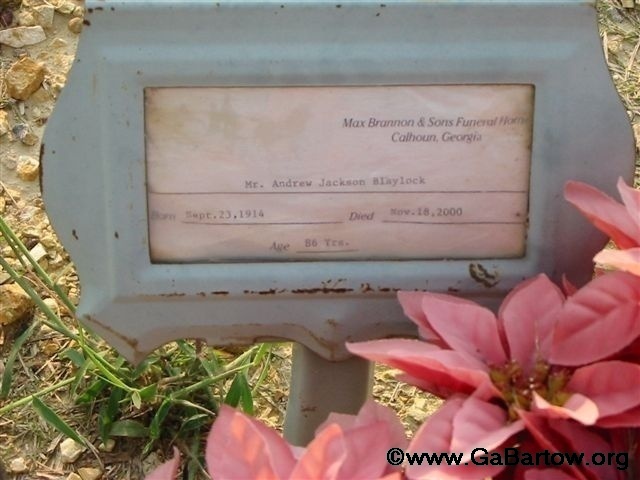 Max Brannon & Sons Funeral Home
Calhoun, Georgia
Mr. Andrew Jackson Blaylock
Born Sept.23,1914 Died Nov.18,2000
Age 86 Yrs.
©www.GaBartow.org